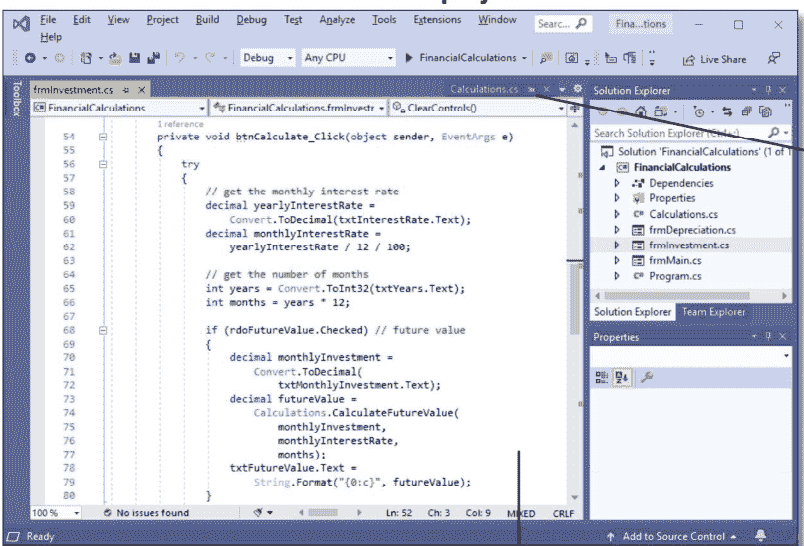 File Edit View Project Build Debug Test Analyze Tools Extensions Window Searc... Fina...tions
Help
Debug Any CPU FinancialCalculations Live Share
Toolbox
frmInvestment.cs Calculations.cs
FinancialCalculations FinancialCalculations.frmInvestr ClearControls()
1 reference
54 private void btnCalculate_Click(object sender, EventArgs e)
55 {
56 try
57 {
58 // get the monthly interest rate
59 decimal yearlyInterestRate =
60 Convert.ToDecimal(txtInterestRate.Text);
61 decimal monthlyInterestRate =
62 yearlyInterestRate / 12 / 100;
63
64 // get the number of months
65 int years = Convert.ToInt32(txtYears.Text);
66 int months = years * 12;
67
68 if (rdoFutureValue.Checked) // future value
69 {
70 decimal monthlyInvestment =
71 Convert.ToDecimal(
72 txtMonthlyInvestment.Text);
73 decimal futureValue =
74 Calculations.CalculateFutureValue(
75 monthlyInvestment,
76 monthlyInterestRate,
77 months);
78 txtFutureValue.Text =
79 String.Format("{0:c}", futureValue);
80 }
100 % No issues found Ln: 52 Ch: 3 Col: 9 MIXED CRLF
Solution Explorer
Search Solution Explorer (Ctrl+;)
Solution 'FinancialCalculations' (1 of 1
FinancialCalculations
Dependencies
Properties
C# Calculations.cs
frmDepreciation.cs
frmInvestment.cs
frmMain.cs
C# Program.cs
Solution Explorer Team Explorer
Properties
Ready Add to Source Control